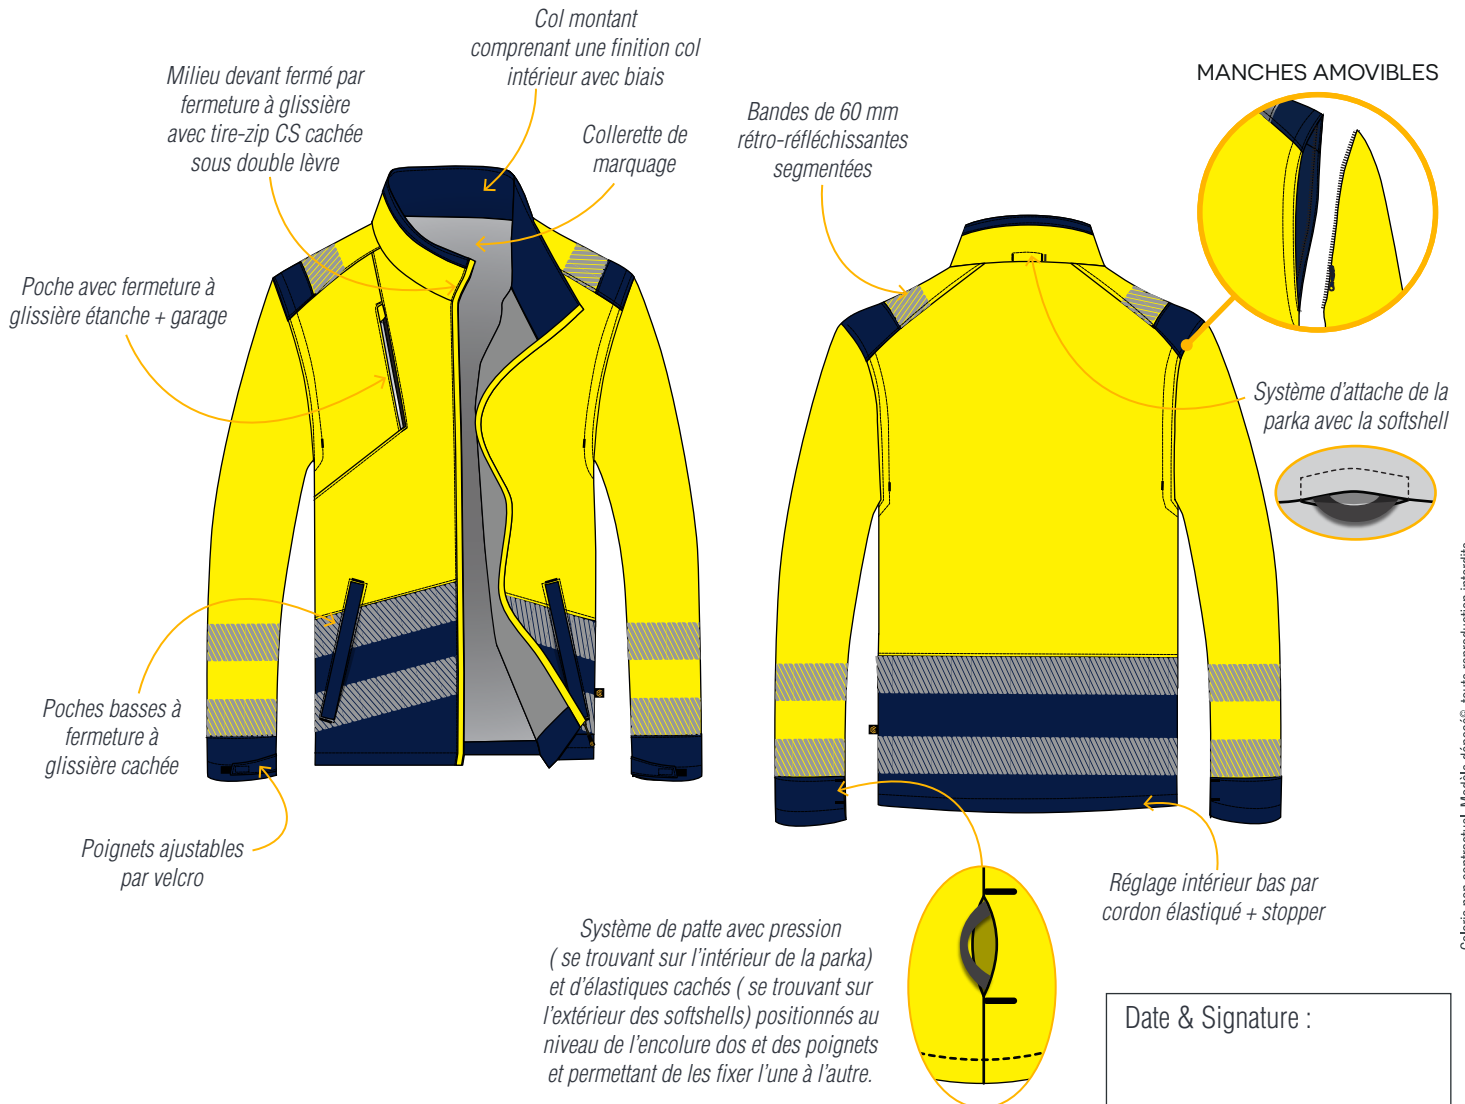 Col montant
comprenant une finition col
intérieur avec biais
Milieu devant fermé par
fermeture à glissière
avec tire-zip CS cachée
sous double lèvre
Collerette de
marquage
Bandes de 60 mm
rétro-réfléchissantes
segmentées
MANCHES AMOVIBLES
Poche avec fermeture à
glissière étanche + garage
Système d’attache de la
parka avec la softshell
Poches basses à
fermeture à
glissière cachée
Poignets ajustables
par velcro
Système de patte avec pression
( se trouvant sur l’intérieur de la parka)
et d’élastiques cachés ( se trouvant sur
l’extérieur des softshells) positionnés au
niveau de l’encolure dos et des poignets
et permettant de les fixer l’une à l’autre.
Réglage intérieur bas par
cordon élastiqué + stopper
Date & Signature :